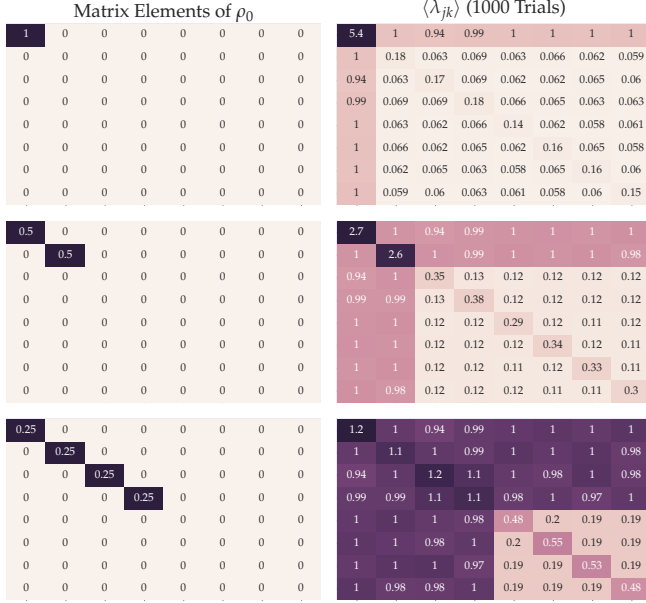 Matrix Elements of ρ₀ ⟨λⱼₖ⟩ (1000 Trials)
1 0 0 0 0 0 0 0 5.4 1 0.94 0.99 1 1 1 1
0 0 0 0 0 0 0 0 1 0.18 0.063 0.069 0.063 0.066 0.062 0.059
0 0 0 0 0 0 0 0 0.94 0.063 0.17 0.069 0.062 0.062 0.065 0.06
0 0 0 0 0 0 0 0 0.99 0.069 0.069 0.18 0.066 0.065 0.063 0.063
0 0 0 0 0 0 0 0 1 0.063 0.062 0.066 0.14 0.062 0.058 0.061
0 0 0 0 0 0 0 0 1 0.066 0.062 0.065 0.062 0.16 0.065 0.058
0 0 0 0 0 0 0 0 1 0.062 0.065 0.063 0.058 0.065 0.16 0.06
0 0 0 0 0 0 0 0 1 0.059 0.06 0.063 0.061 0.058 0.06 0.15
0.5 0 0 0 0 0 0 0 2.7 1 0.94 0.99 1 1 1 1
0 0.5 0 0 0 0 0 0 1 2.6 1 0.99 1 1 1 0.98
0 0 0 0 0 0 0 0 0.94 1 0.35 0.13 0.12 0.12 0.12 0.12
0 0 0 0 0 0 0 0 0.99 0.99 0.13 0.38 0.12 0.12 0.12 0.12
0 0 0 0 0 0 0 0 1 1 0.12 0.12 0.29 0.12 0.11 0.12
0 0 0 0 0 0 0 0 1 1 0.12 0.12 0.12 0.34 0.12 0.11
0 0 0 0 0 0 0 0 1 1 0.12 0.12 0.11 0.12 0.33 0.11
0 0 0 0 0 0 0 0 1 0.98 0.12 0.12 0.12 0.11 0.11 0.3
0.25 0 0 0 0 0 0 0 1.2 1 0.94 0.99 1 1 1 1
0 0.25 0 0 0 0 0 0 1 1.1 1 0.99 1 1 1 0.98
0 0 0.25 0 0 0 0 0 0.94 1 1.2 1.1 1 0.98 1 0.98
0 0 0 0.25 0 0 0 0 0.99 0.99 1.1 1.1 0.98 1 0.97 1
0 0 0 0 0 0 0 0 1 1 1 0.98 0.48 0.2 0.19 0.19
0 0 0 0 0 0 0 0 1 1 0.98 1 0.2 0.55 0.19 0.19
0 0 0 0 0 0 0 0 1 1 1 0.97 0.19 0.19 0.53 0.19
0 0 0 0 0 0 0 0 1 0.98 0.98 1 0.19 0.19 0.19 0.48